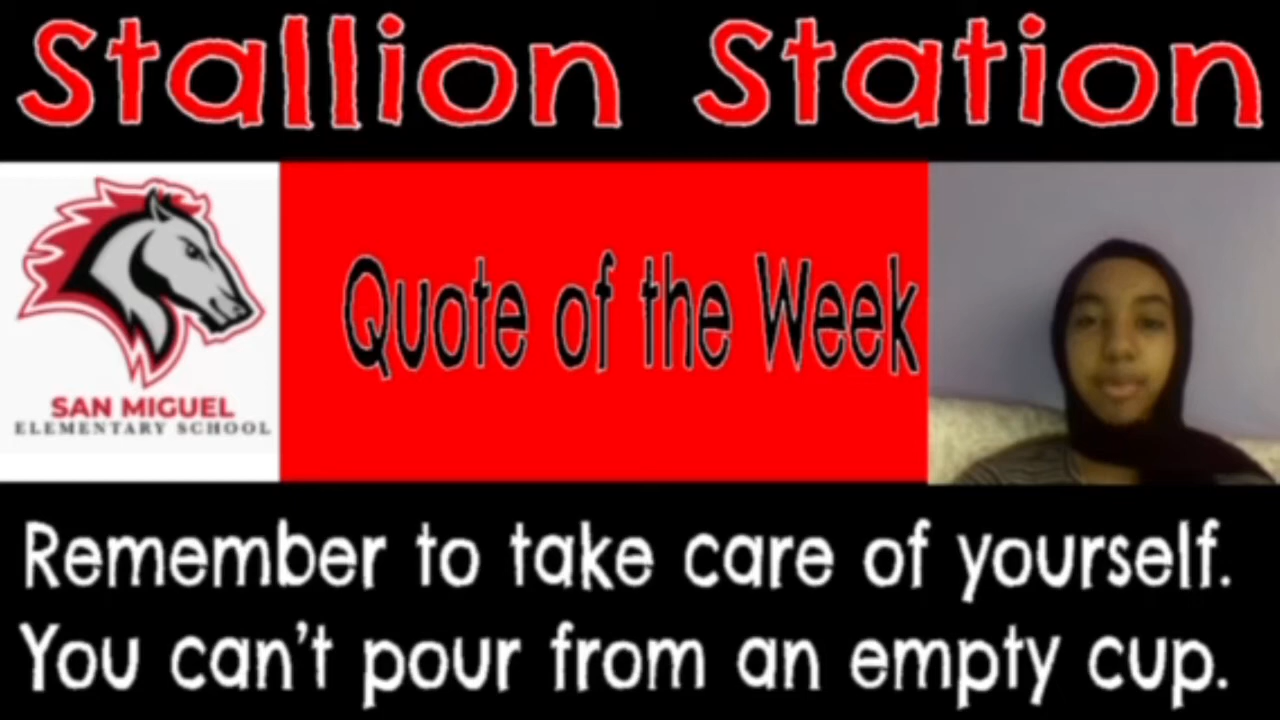 Stallion Station
SAN MIGUEL
ELEMENTARY SCHOOL
Quote of the Week
Remember to take care of yourself.
You can't pour from an empty cup.